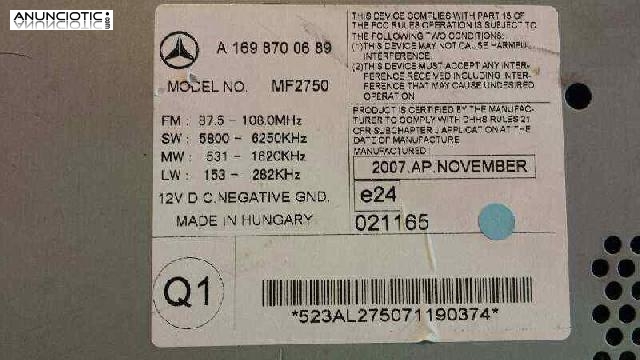 ANUNCIOTIC
A 169 870 06 89
MODEL NO. MF2750
FM : 87.5 - 108.0MHz
SW : 5800 - 6250KHz
MW : 531 - 1620KHz
LW : 153 - 282KHz
12V D.C.NEGATIVE GND.
MADE IN HUNGARY
THIS DEVICE COMPLIES WITH PART 15 OF
THE FCC RULES OPERATION IS SUBJECT TO
THE FOLLOWING TWO CONDITIONS:
(1)THIS DEVICE MAY NOT CAUSE HARMFUL
INTERFERENCE.
(2)THIS DEVICE MUST ACCEPT ANY INTER-
FERENCE RECEIVED INCLUDING INTER-
FERENCE THAT MAY CAUSE UNDESIRED
OPERATION
PRODUCT IS CERTIFIED BY THE MANUFAC-
TURER TO COMPLY WITH DHHS RULES 21
CFR SUBCHAPTER J APPLICATION AT THE
DATE OF MANUFACTURE
MANUFACTURED :
2007.AP.NOVEMBER
e24
021165
Q1
*523AL275071190374*